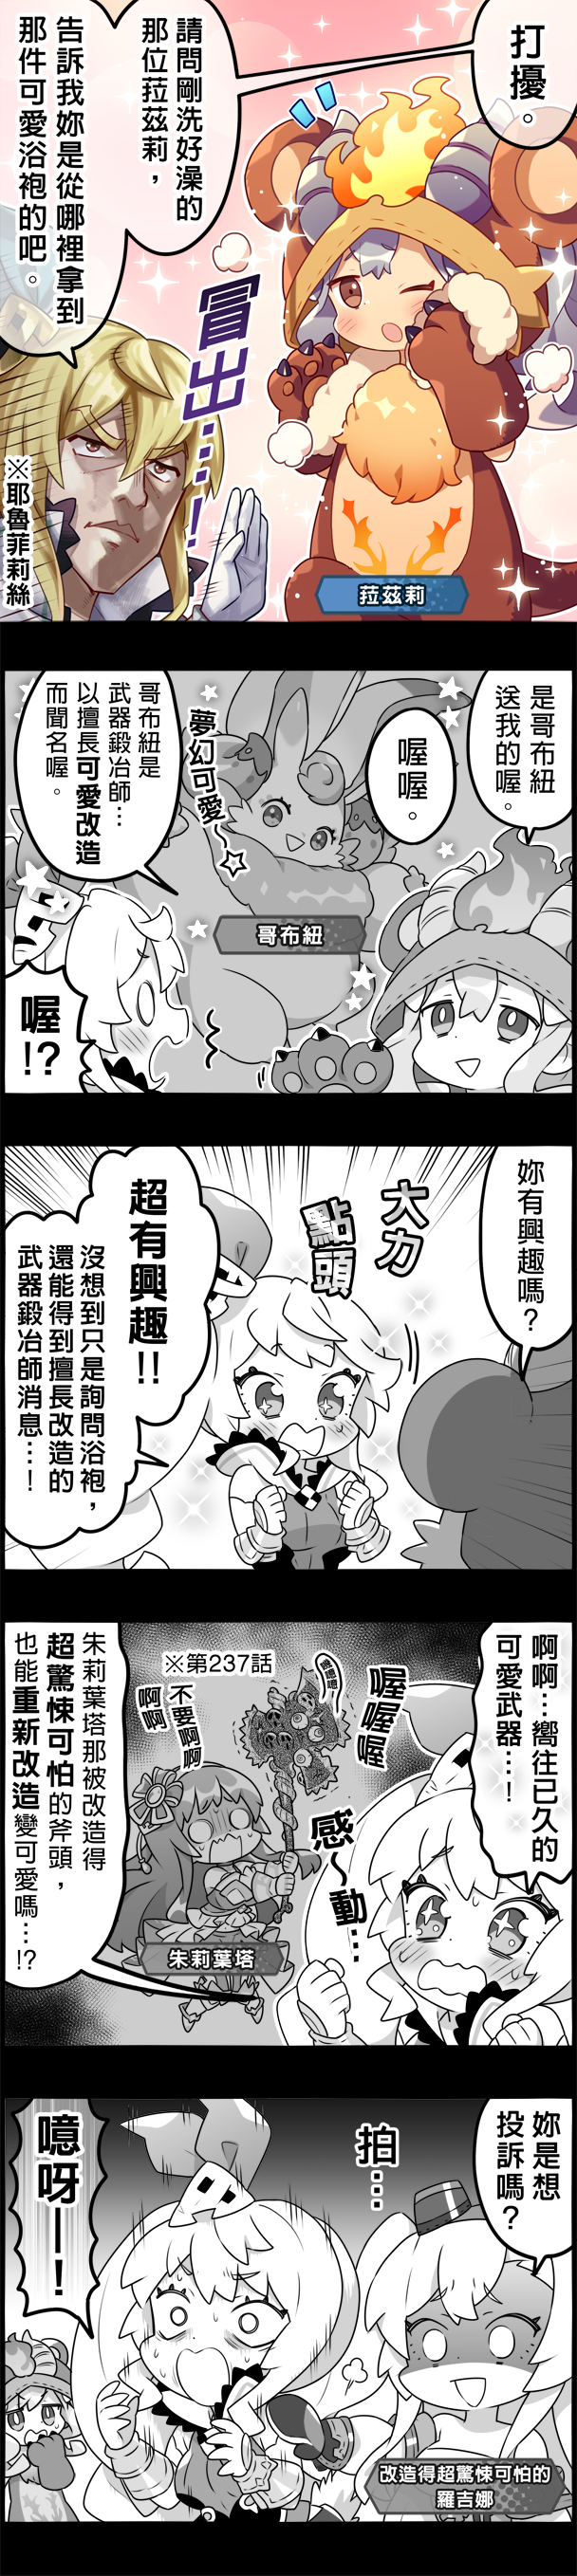 打擾。
請問剛洗好澡的
那位菈茲莉，
告訴我妳是從哪裡拿到
那件可愛浴袍的吧。
冒出…！
※耶魯菲莉絲
菈茲莉
是哥布紐
送我的喔。
喔喔。
夢幻可愛～☆
哥布紐是
武器鍛冶師…
以擅長可愛改造
而聞名喔。
哥布紐
喔!?
妳有興趣嗎？
大力
點頭
超有興趣!!
沒想到只是詢問浴袍，
還能得到擅長改造的
武器鍛冶師消息…！
啊啊…嚮往已久的
可愛武器…！
喔喔喔
感～動…
※第237話
不要啊啊
啊啊
朱莉葉塔
朱莉葉塔那被改造得
超驚悚可怕的斧頭，
也能重新改造變可愛嗎…!?
妳是想
投訴嗎？
拍…
噫呀—！
改造得超驚悚可怕的
羅吉娜